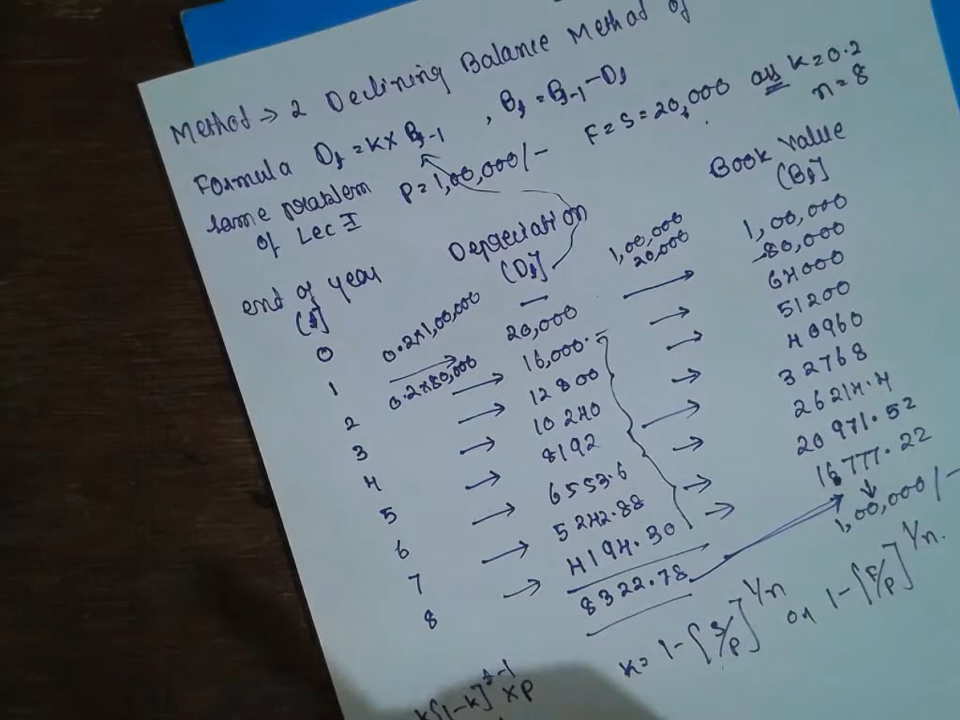 Method → 2 Declining Balance Method of
Formula Dt = K x Bt-1 , Bt = Bt-1 - Dt
same problem P = 1,00,000/- F = S = 20,000 ass K = 0.2
of Lec I n = 8
end of year Depreciation Book Value
(t) (Dt) 1,00,000 20,000 (Bt)
0 — 1,00,000
1 0.2x1,00,000 → 20,000 → 80,000
2 0.2x80,000 → 16,000 → 64000
3 → 12800 → 51200
4 → 10240 → 40960
5 → 8192 → 32768
6 → 6553.6 → 26214.4
7 → 5242.88 → 20971.52
8 → 4194.30 → 16777.22
8322.78 1,00,000/-
K = 1-[S/P]^1/n or 1-[F/P]^1/n.
K[1-K]^t-1 x P